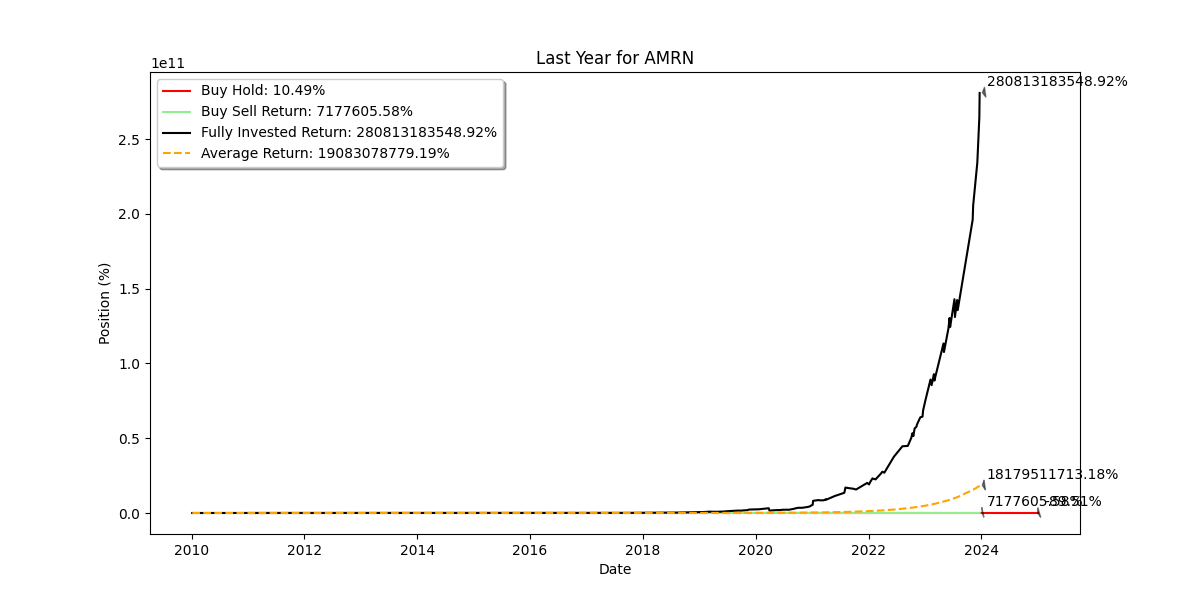 Last Year for AMRN
1e11
Buy Hold: 10.49%
Buy Sell Return: 7177605.58%
Fully Invested Return: 280813183548.92%
Average Return: 19083078779.19%
280813183548.92%
18179511713.18%
7177605.58%
2.5
2.0
1.5
1.0
0.5
0.0
Position (%)
2010 2012 2014 2016 2018 2020 2022 2024
Date